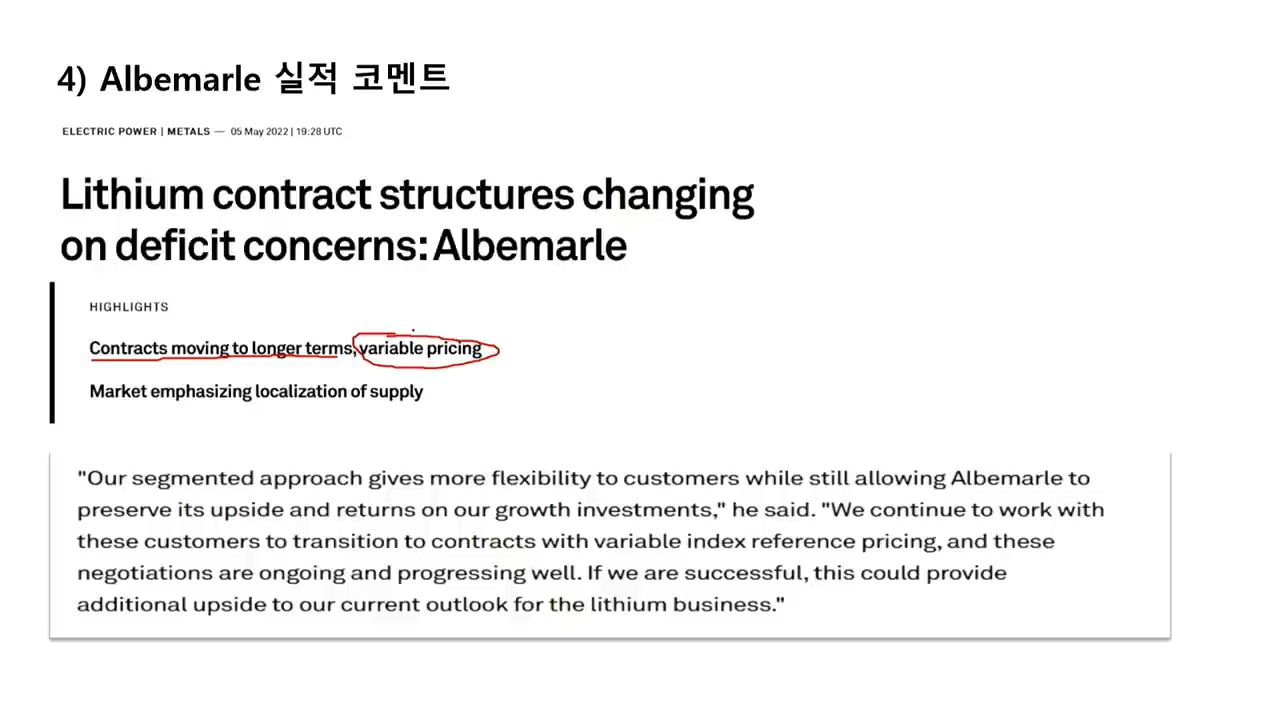 4) Albemarle 실적 코멘트
ELECTRIC POWER | METALS — 05 May 2022 | 19:28 UTC
Lithium contract structures changing
on deficit concerns: Albemarle
HIGHLIGHTS
Contracts moving to longer terms, variable pricing
Market emphasizing localization of supply
"Our segmented approach gives more flexibility to customers while still allowing Albemarle to
preserve its upside and returns on our growth investments," he said. "We continue to work with
these customers to transition to contracts with variable index reference pricing, and these
negotiations are ongoing and progressing well. If we are successful, this could provide
additional upside to our current outlook for the lithium business."